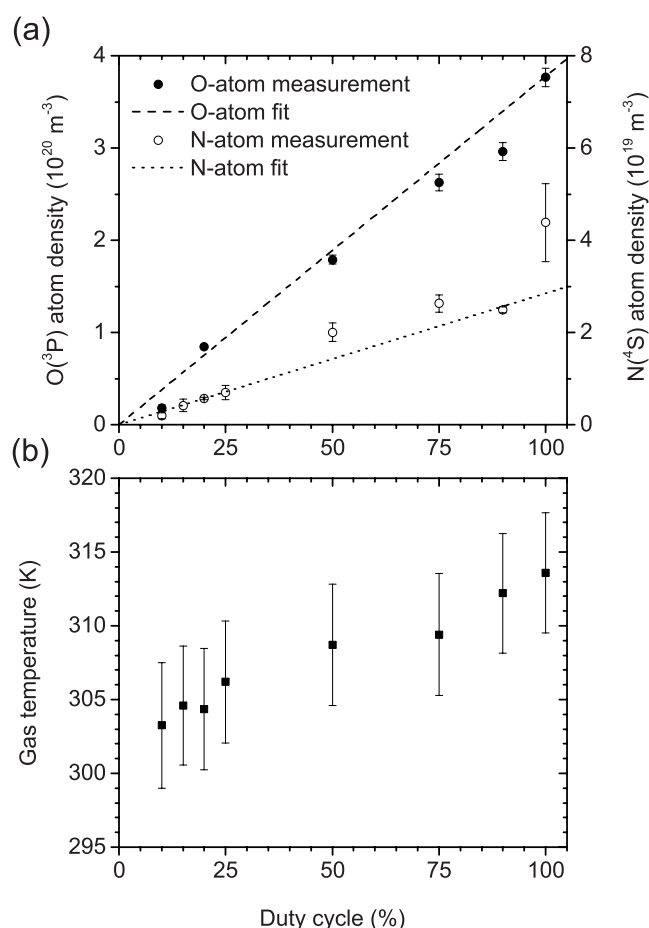 (a)
4
3
2
1
0
O(³P) atom density (10²⁰ m⁻³)
O-atom measurement
O-atom fit
N-atom measurement
N-atom fit
8
6
4
2
0
N(⁴S) atom density (10¹⁹ m⁻³)
0 25 50 75 100
(b)
320
315
310
305
300
295
Gas temperature (K)
0 25 50 75 100
Duty cycle (%)